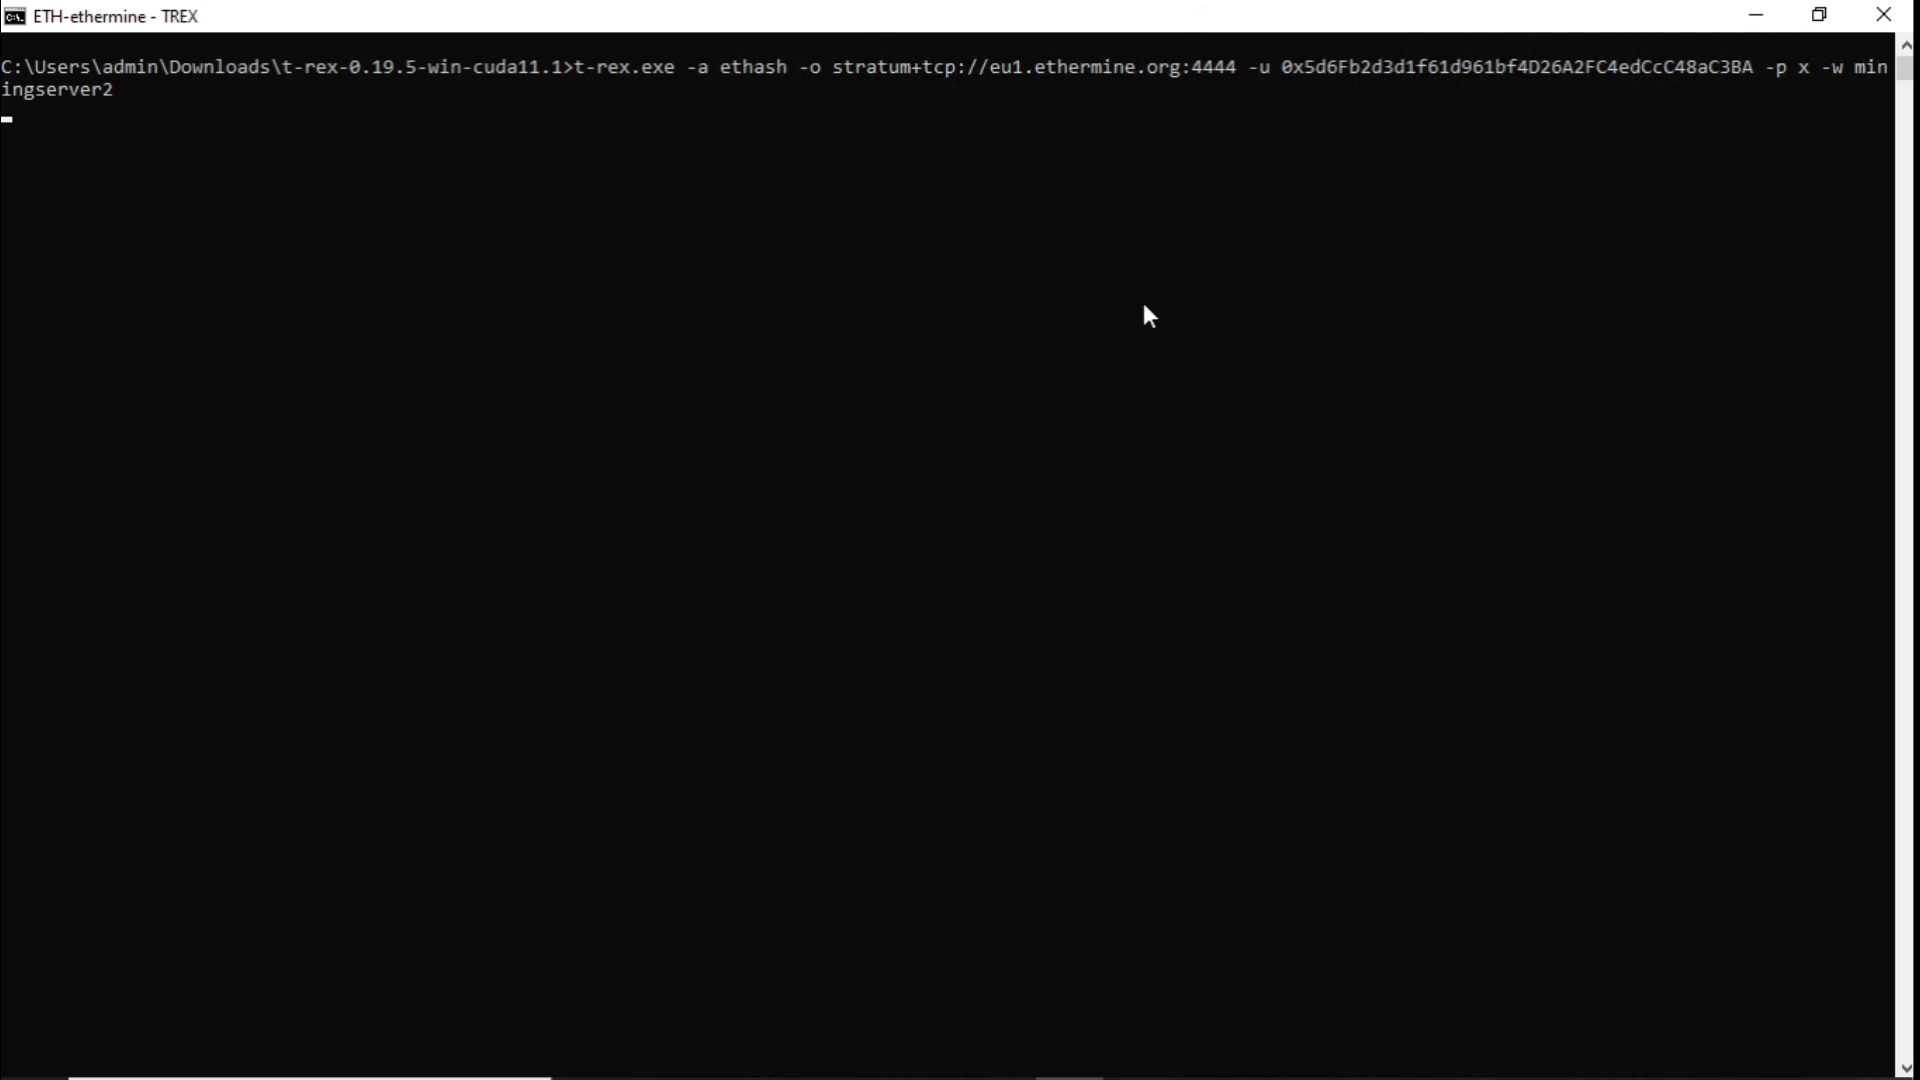 ETH-ethermine - TREX
C:\Users\admin\Downloads\t-rex-0.19.5-win-cuda11.1>t-rex.exe -a ethash -o stratum+tcp://eu1.ethermine.org:4444 -u 0x5d6Fb2d3d1f61d961bf4D26A2FC4edCcC48aC3BA -p x -w min
ingserver2